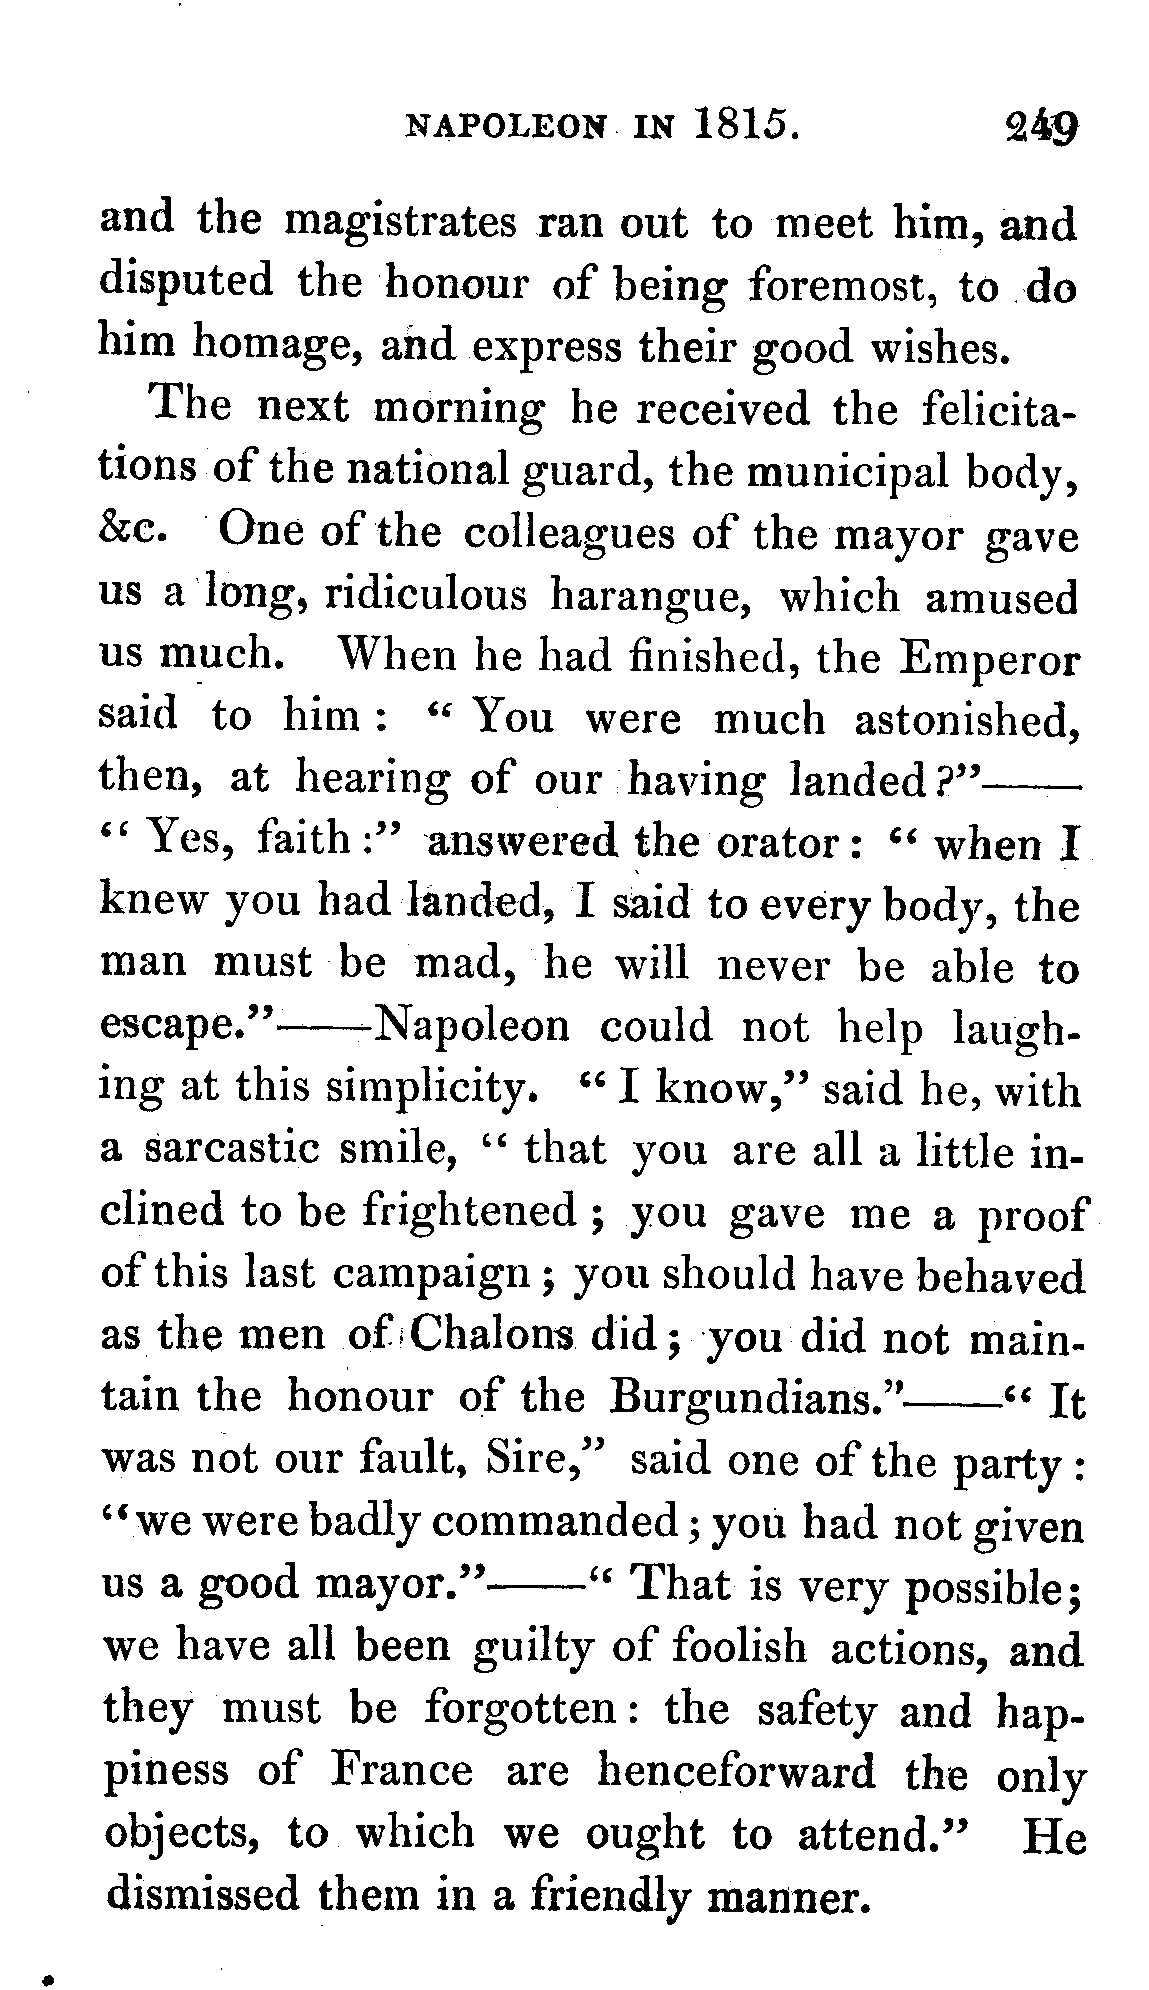 NAPOLEON IN 1815. 249
and the magistrates ran out to meet him, and
disputed the honour of being foremost, to do
him homage, and express their good wishes.
The next morning he received the felicita-
tions of the national guard, the municipal body,
&c. One of the colleagues of the mayor gave
us a long, ridiculous harangue, which amused
us much. When he had finished, the Emperor
said to him : “ You were much astonished,
then, at hearing of our having landed ?”——
“ Yes, faith :” answered the orator : “ when I
knew you had landed, I said to every body, the
man must be mad, he will never be able to
escape.”——Napoleon could not help laugh-
ing at this simplicity. “ I know,” said he, with
a sarcastic smile, “ that you are all a little in-
clined to be frightened ; you gave me a proof
of this last campaign ; you should have behaved
as the men of Chalons did ; you did not main-
tain the honour of the Burgundians.”——“ It
was not our fault, Sire,” said one of the party :
“ we were badly commanded ; you had not given
us a good mayor.”——“ That is very possible;
we have all been guilty of foolish actions, and
they must be forgotten : the safety and hap-
piness of France are henceforward the only
objects, to which we ought to attend.” He
dismissed them in a friendly manner.